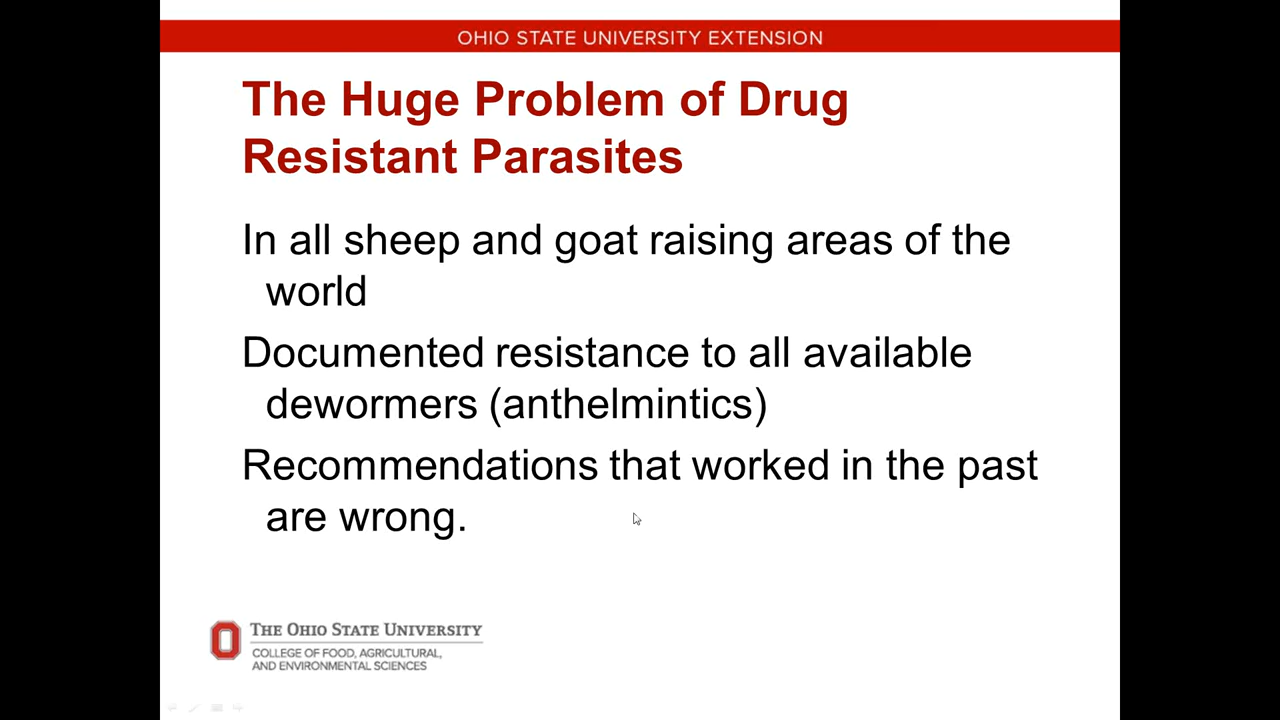 OHIO STATE UNIVERSITY EXTENSION
The Huge Problem of Drug
Resistant Parasites
In all sheep and goat raising areas of the
world
Documented resistance to all available
dewormers (anthelmintics)
Recommendations that worked in the past
are wrong.
THE OHIO STATE UNIVERSITY
COLLEGE OF FOOD, AGRICULTURAL,
AND ENVIRONMENTAL SCIENCES